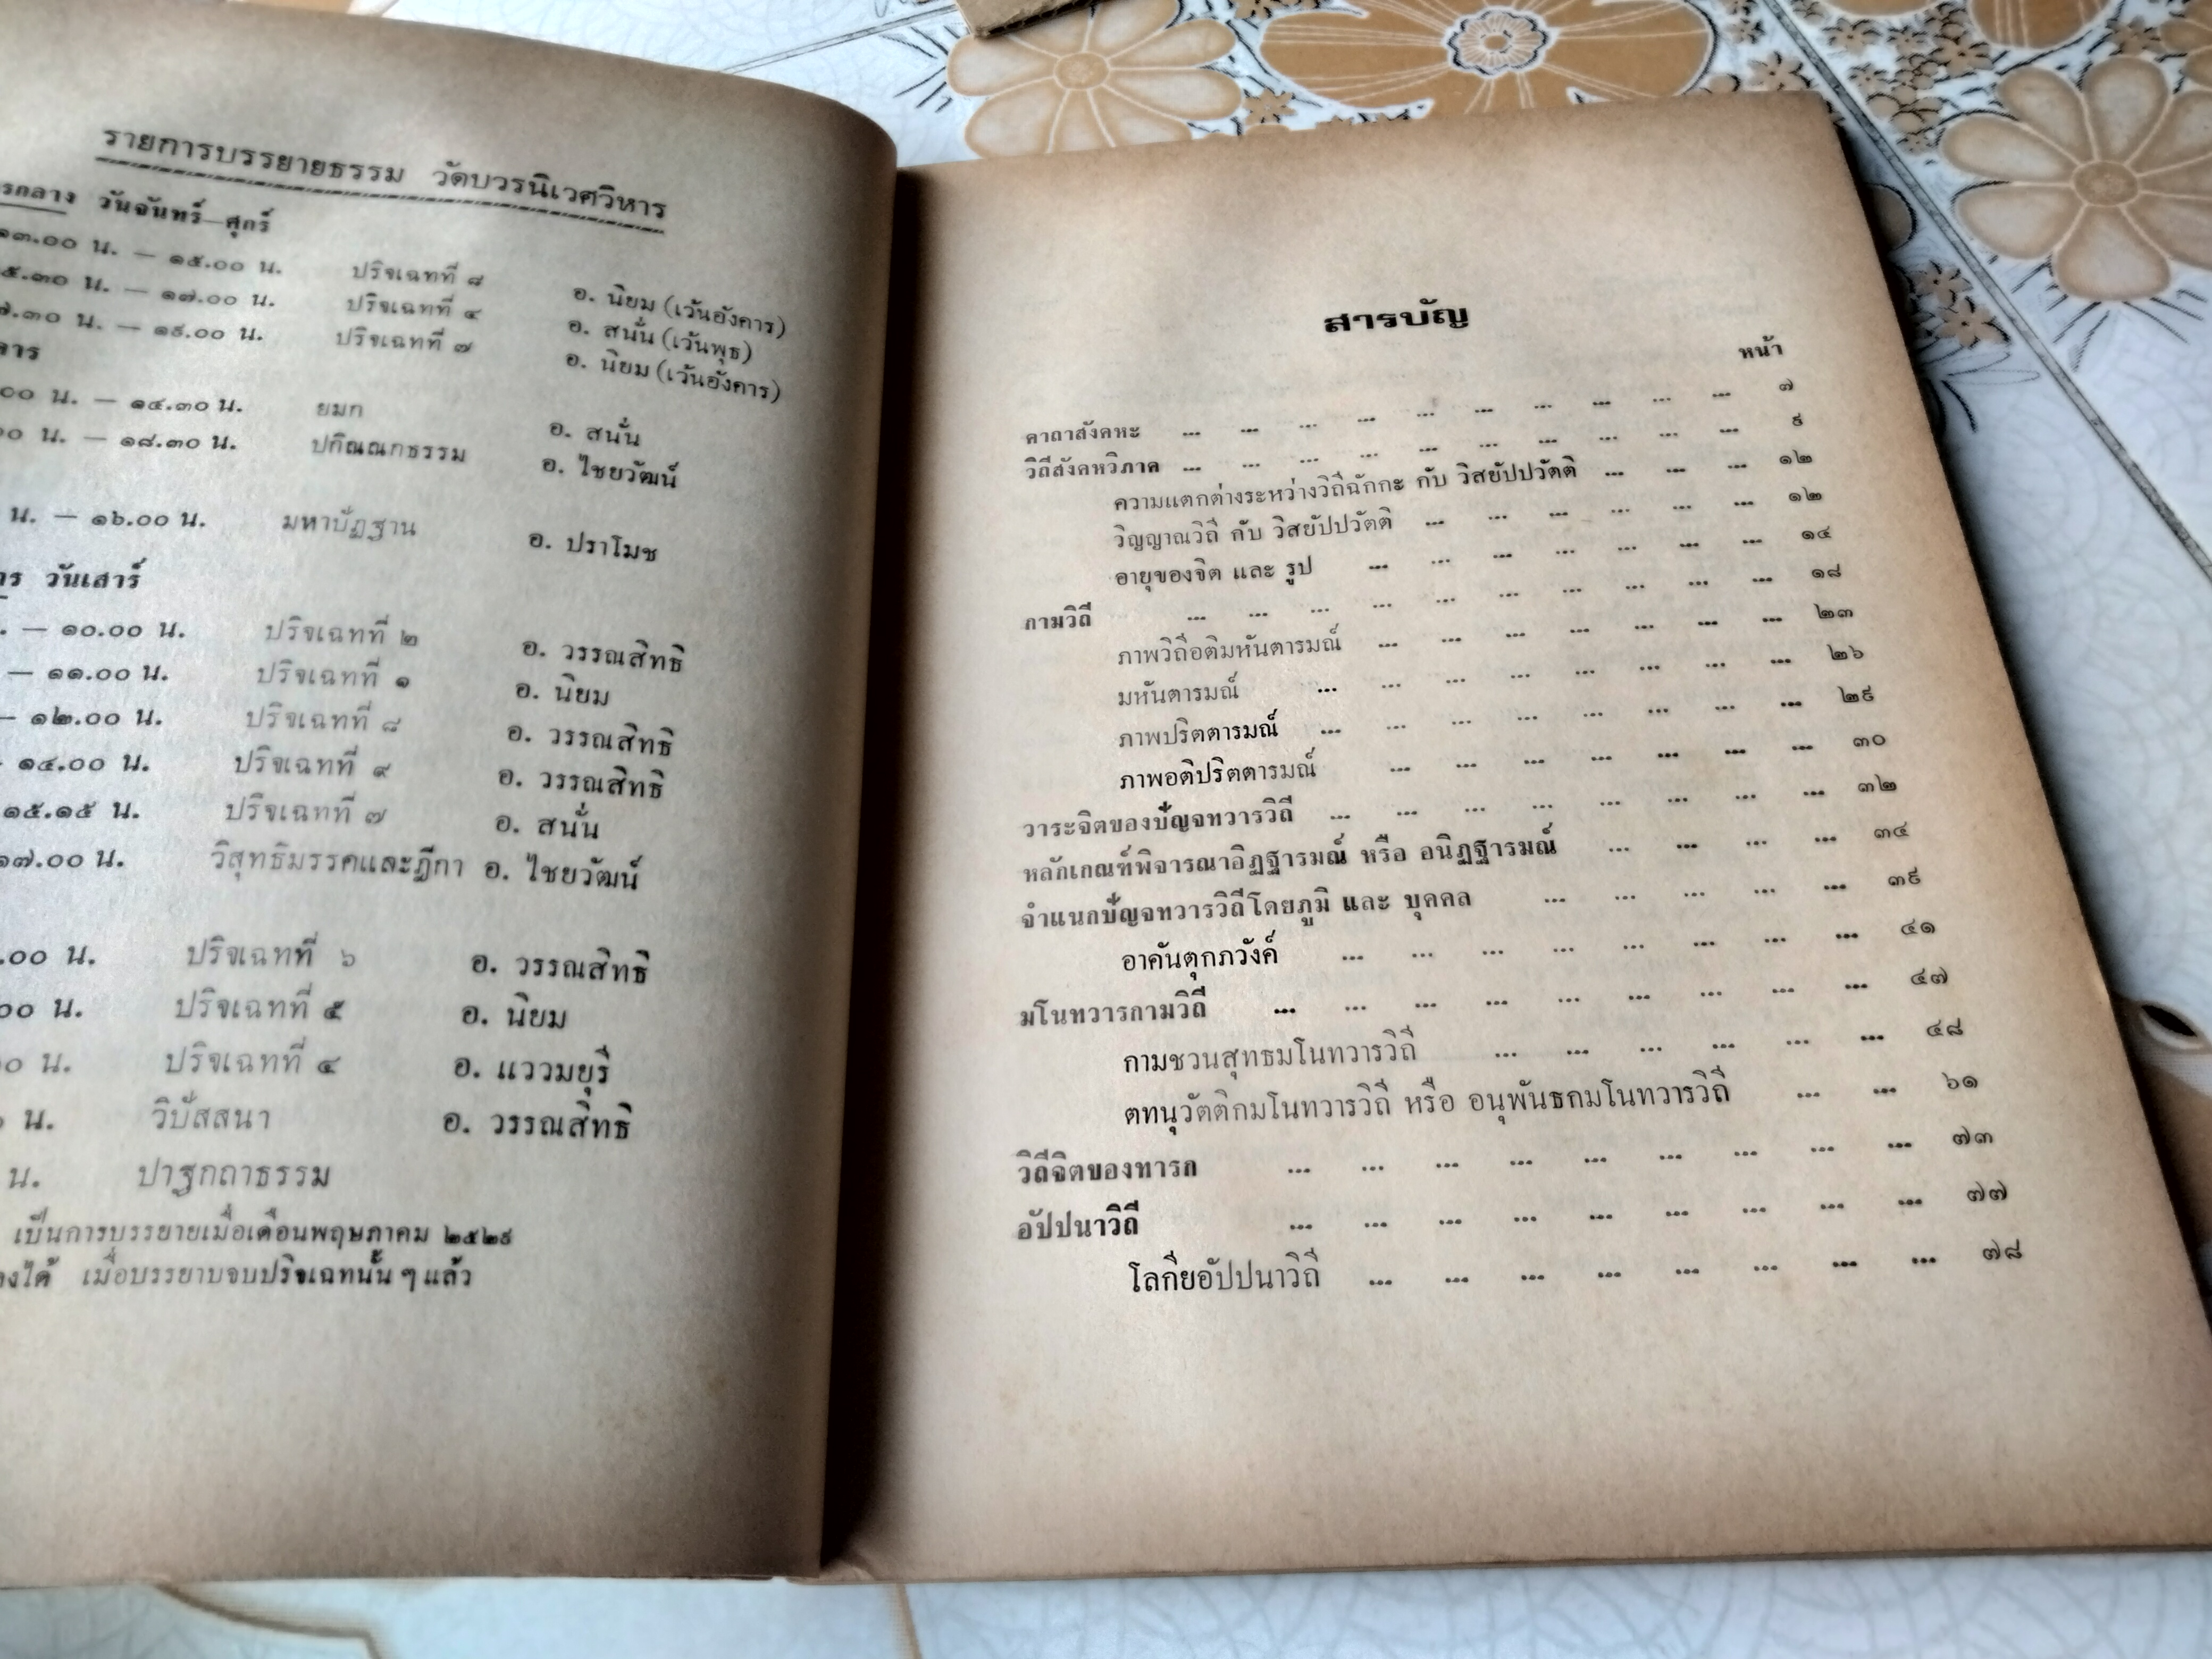 รายการบรรยายธรรม วัดบวรนิเวศวิหาร
วันจันทร์—ศุกร์
๑๓.๐๐ น. — ๑๕.๐๐ น. ปริจเฉทที่ ๘ อ. นิยม (เว้นอังคาร)
๕.๓๐ น. — ๑๗.๐๐ น. ปริจเฉทที่ ๔ อ. สนั่น (เว้นพุธ)
๗.๓๐ น. — ๑๙.๐๐ น. ปริจเฉทที่ ๗ อ. นิยม (เว้นอังคาร)
๐๐ น. — ๑๔.๓๐ น. ยมก อ. สนั่น
๐ น. — ๑๘.๓๐ น. ปกิณณกธรรม อ. ไชยวัฒน์
น. — ๑๖.๐๐ น. มหาปัฏฐาน อ. ปราโมช
วันเสาร์
. — ๑๐.๐๐ น. ปริจเฉทที่ ๒ อ. วรรณสิทธิ
— ๑๑.๐๐ น. ปริจเฉทที่ ๑ อ. นิยม
— ๑๒.๐๐ น. ปริจเฉทที่ ๘ อ. วรรณสิทธิ
๑๔.๐๐ น. ปริจเฉทที่ ๙ อ. วรรณสิทธิ
๑๕.๑๕ น. ปริจเฉทที่ ๗ อ. สนั่น
๑๗.๐๐ น. วิสุทธิมรรคและฎีกา อ. ไชยวัฒน์
.๐๐ น. ปริจเฉทที่ ๖ อ. วรรณสิทธิ
๐๐ น. ปริจเฉทที่ ๕ อ. นิยม
๐ น. ปริจเฉทที่ ๔ อ. แววมยุรี
น. วิปัสสนา อ. วรรณสิทธิ
น. ปาฐกถาธรรม
เป็นการบรรยายเมื่อเดือนพฤษภาคม ๒๕๒๙
เมื่อบรรยายจบปริจเฉทนั้น ๆ แล้ว
สารบัญ
หน้า
คาถาสังคหะ ... ... ... ... ... ... ... ... ... ... ๗
วิถีสังคหวิภาค ... ... ... ... ... ... ... ... ... ... ๙
ความแตกต่างระหว่างวิถีฉักกะ กับ วิสยัปปวัตติ ... ... ... ๑๒
วิญญาณวิถี กับ วิสยัปปวัตติ ... ... ... ... ... ... ๑๒
อายุของจิต และ รูป ... ... ... ... ... ... ... ๑๔
กามวิถี ... ... ... ... ... ... ... ... ... ... ๑๘
ภาพวิถีอติมหันตารมณ์ ... ... ... ... ... ... ... ๒๓
มหันตารมณ์ ... ... ... ... ... ... ... ... ๒๖
ภาพปริตตารมณ์ ... ... ... ... ... ... ... ... ๒๙
ภาพอติปริตตารมณ์ ... ... ... ... ... ... ... ๓๐
วาระจิตของปัญจทวารวิถี ... ... ... ... ... ... ... ... ๓๒
หลักเกณฑ์พิจารณาอิฏฐารมณ์ หรือ อนิฏฐารมณ์ ... ... ... ... ๓๔
จำแนกปัญจทวารวิถีโดยภูมิ และ บุคคล ... ... ... ... ... ๓๙
อาคันตุกภวังค์ ... ... ... ... ... ... ... ... ๔๑
มโนทวารกามวิถี ... ... ... ... ... ... ... ... ... ๔๗
กามชวนสุทธมโนทวารวิถี ... ... ... ... ... ... ๔๘
ตทนุวัตติกมโนทวารวิถี หรือ อนุพันธกมโนทวารวิถี ... ... ๖๑
วิถีจิตของทารก ... ... ... ... ... ... ... ... ... ๗๓
อัปปนาวิถี ... ... ... ... ... ... ... ... ... ๗๗
โลกียอัปปนาวิถี ... ... ... ... ... ... ... ... ๗๘